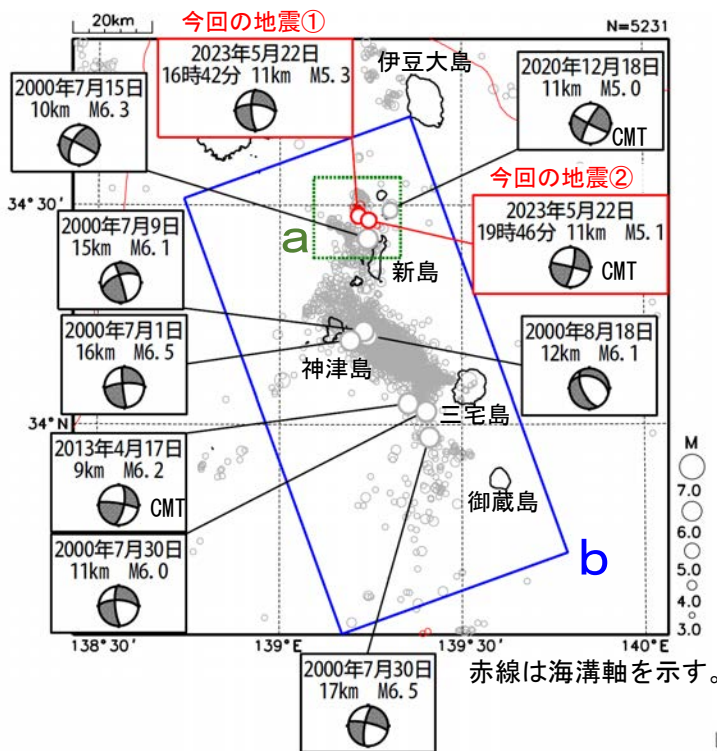 20km
今回の地震①
N=5231
2023年5月22日
16時42分 11km M5.3
伊豆大島
2020年12月18日
11km M5.0
CMT
2000年7月15日
10km M6.3
34°30'
a
今回の地震②
2023年5月22日
19時46分 11km M5.1
CMT
新島
2000年7月9日
15km M6.1
2000年7月1日
16km M6.5
神津島
2000年8月18日
12km M6.1
34°N
三宅島
2013年4月17日
9km M6.2
CMT
御蔵島
M
7.0
6.0
5.0
4.0
3.0
2000年7月30日
11km M6.0
b
138°30'
139°E
139°30'
140°E
2000年7月30日
17km M6.5
赤線は海溝軸を示す。